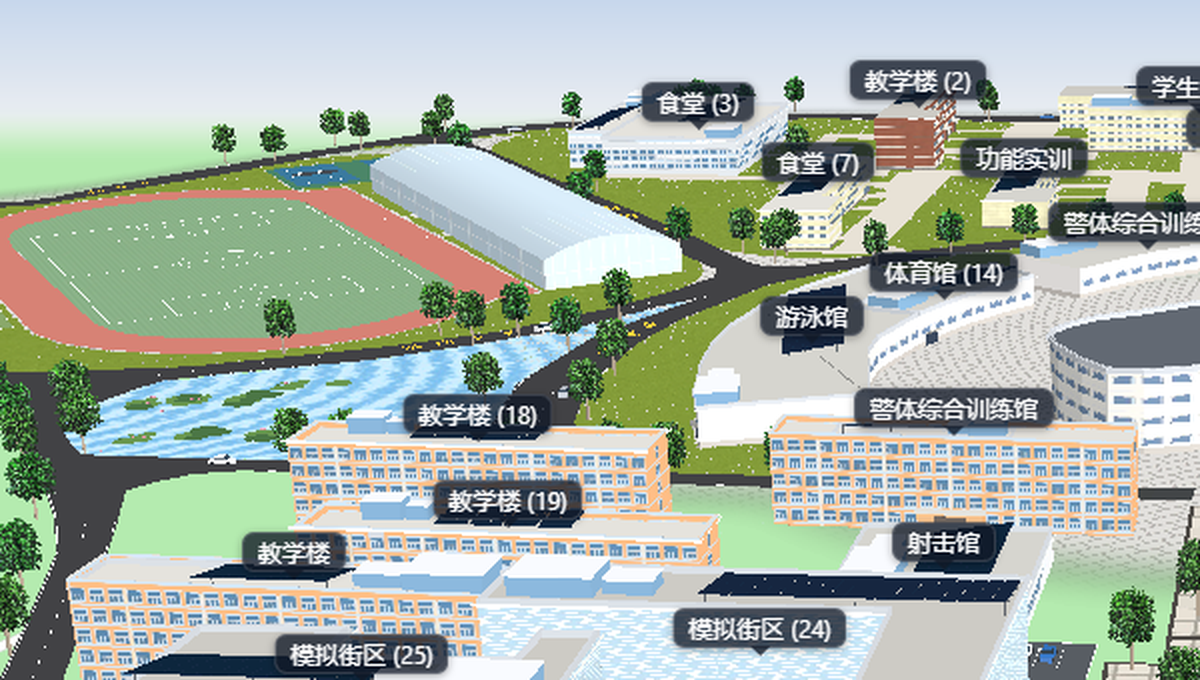 教学楼 (2)
学生
食堂 (3)
食堂 (7)
功能实训
警体综合训练
体育馆 (14)
游泳馆
警体综合训练馆
教学楼 (18)
教学楼 (19)
射击馆
教学楼
模拟街区 (24)
模拟街区 (25)